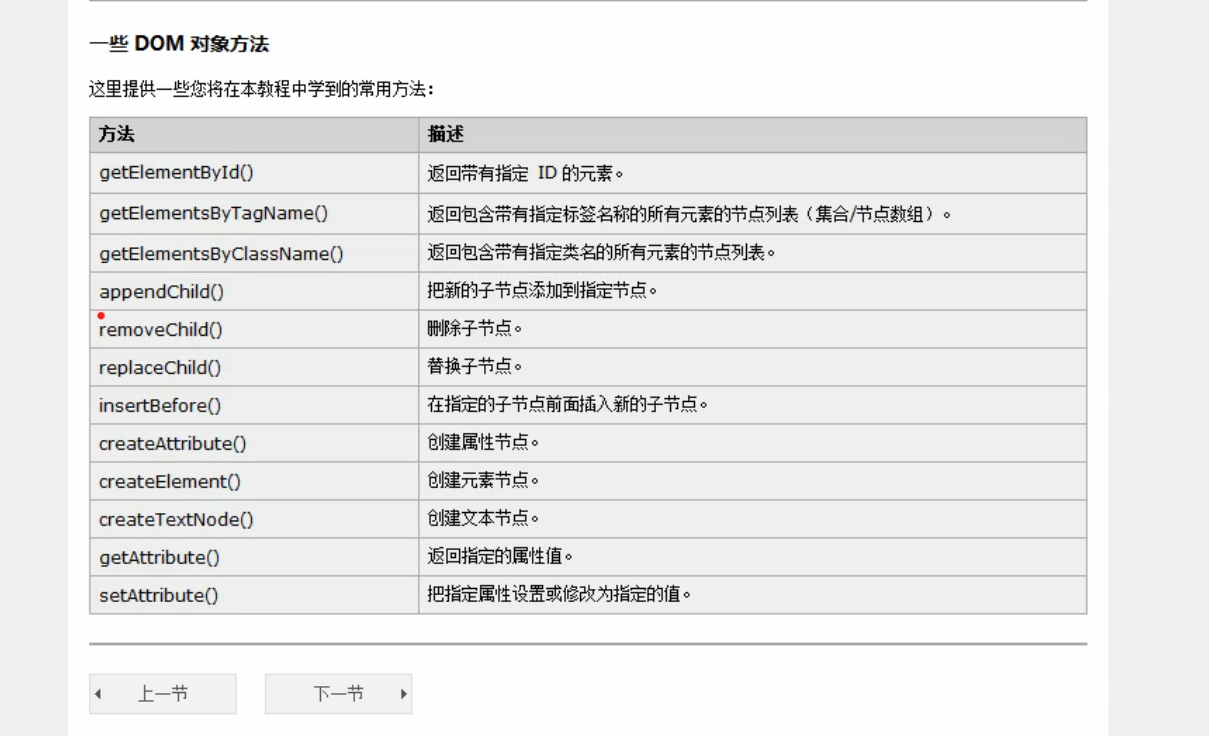 一些 DOM 对象方法
这里提供一些您将在本教程中学到的常用方法：
方法 描述
getElementById() 返回带有指定 ID 的元素。
getElementsByTagName() 返回包含带有指定标签名称的所有元素的节点列表（集合/节点数组）。
getElementsByClassName() 返回包含带有指定类名的所有元素的节点列表。
appendChild() 把新的子节点添加到指定节点。
removeChild() 删除子节点。
replaceChild() 替换子节点。
insertBefore() 在指定的子节点前面插入新的子节点。
createAttribute() 创建属性节点。
createElement() 创建元素节点。
createTextNode() 创建文本节点。
getAttribute() 返回指定的属性值。
setAttribute() 把指定属性设置或修改为指定的值。
上一节 下一节